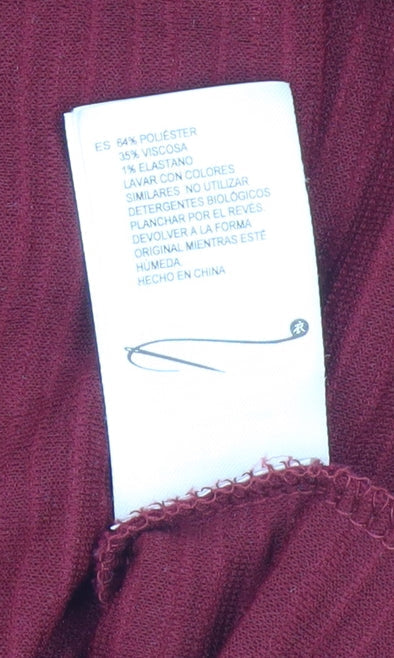 ES 64% POLIÉSTER
35% VISCOSA
1% ELASTANO
LAVAR CON COLORES
SIMILARES NO UTILIZAR
DETERGENTES BIOLÓGICOS
PLANCHAR POR EL REVÉS.
DEVOLVER A LA FORMA
ORIGINAL MIENTRAS ESTÉ
HÚMEDA
HECHO EN CHINA
衣